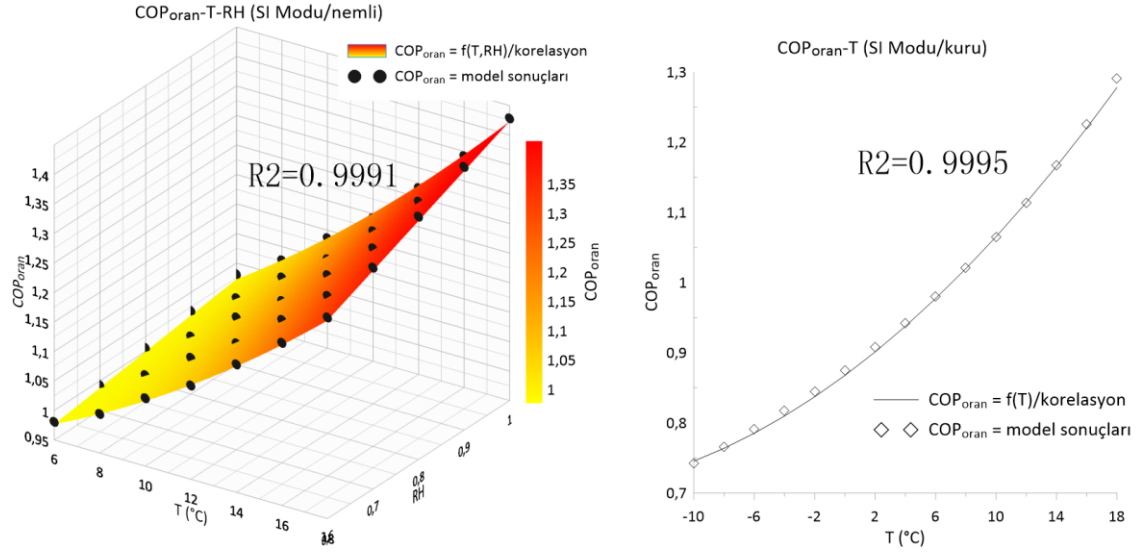 COPoran-T-RH (SI Modu/nemli)
COPoran = f(T,RH)/korelasyon
COPoran = model sonuçları
R2=0.9991
1,4
1,35
1,3
1,25
1,2
1,15
1,1
1,05
1
0,95
COPoran
6
8
10
12
14
16
T (°C)
0,7
0,8
0,9
1
RH
1,35
1,3
1,25
1,2
1,15
1,1
1,05
1
COPoran
COPoran-T (SI Modu/kuru)
R2=0.9995
1,3
1,2
1,1
1
0,9
0,8
0,7
COPoran
COPoran = f(T)/korelasyon
COPoran = model sonuçları
-10 -6 -2 2 6 10 14 18
T (°C)